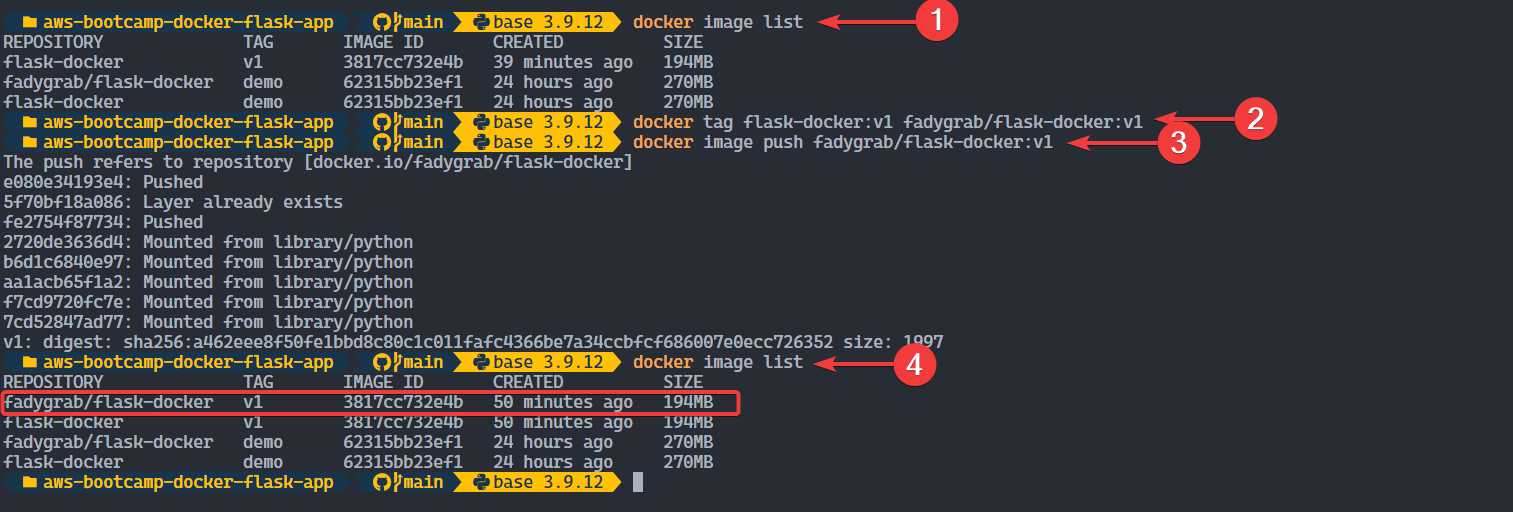 aws-bootcamp-docker-flask-app main base 3.9.12 docker image list 1
REPOSITORY TAG IMAGE ID CREATED SIZE
flask-docker v1 3817cc732e4b 39 minutes ago 194MB
fadygrab/flask-docker demo 62315bb23ef1 24 hours ago 270MB
flask-docker demo 62315bb23ef1 24 hours ago 270MB
aws-bootcamp-docker-flask-app main base 3.9.12 docker tag flask-docker:v1 fadygrab/flask-docker:v1 2
aws-bootcamp-docker-flask-app main base 3.9.12 docker image push fadygrab/flask-docker:v1 3
The push refers to repository [docker.io/fadygrab/flask-docker]
e080e34193e4: Pushed
5f70bf18a086: Layer already exists
fe2754f87734: Pushed
2720de3636d4: Mounted from library/python
b6d1c6840e97: Mounted from library/python
aa1acb65f1a2: Mounted from library/python
f7cd9720fc7e: Mounted from library/python
7cd52847ad77: Mounted from library/python
v1: digest: sha256:a462eee8f50fe1bbd8c80c1c011fafc4366be7a34ccbfcf686007e0ecc726352 size: 1997
aws-bootcamp-docker-flask-app main base 3.9.12 docker image list 4
REPOSITORY TAG IMAGE ID CREATED SIZE
fadygrab/flask-docker v1 3817cc732e4b 50 minutes ago 194MB
flask-docker v1 3817cc732e4b 50 minutes ago 194MB
fadygrab/flask-docker demo 62315bb23ef1 24 hours ago 270MB
flask-docker demo 62315bb23ef1 24 hours ago 270MB
aws-bootcamp-docker-flask-app main base 3.9.12